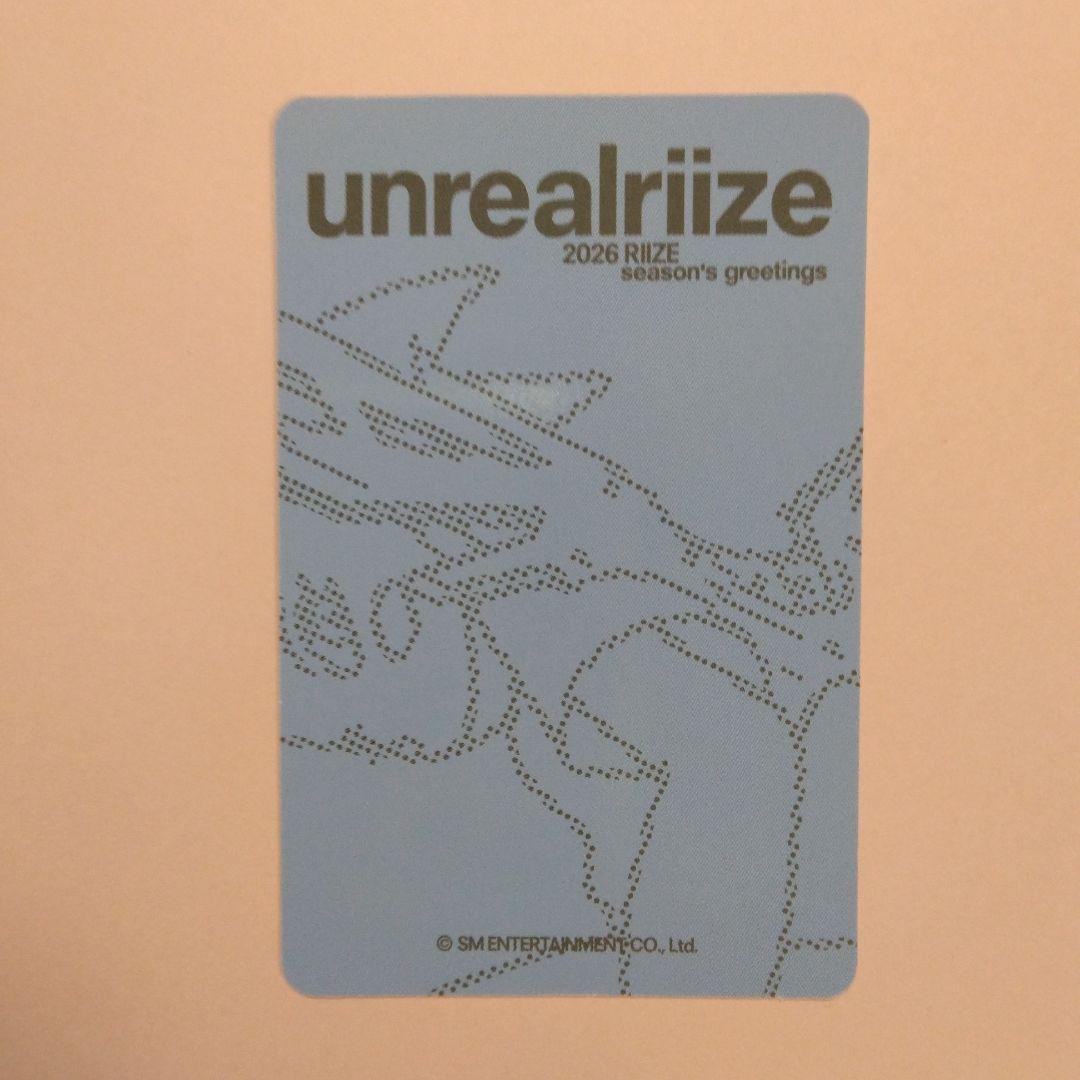 unrealriize
2026 RIIZE
season's greetings
© SM ENTERTAINMENT CO., Ltd.